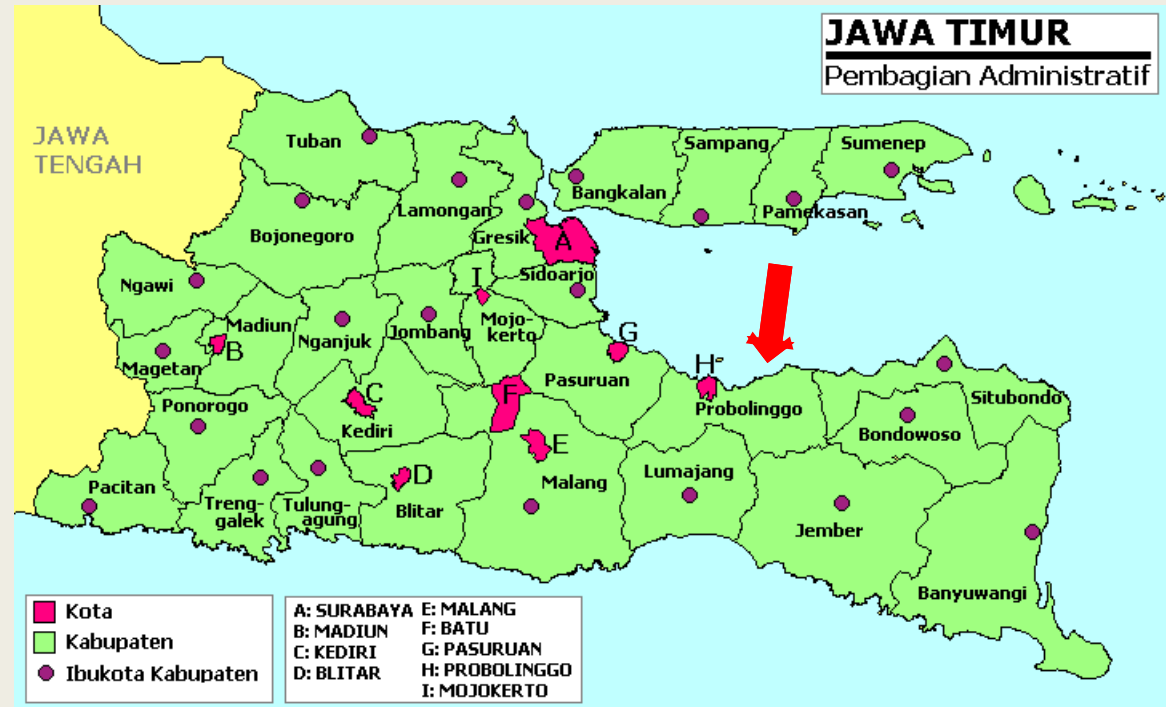 JAWA TIMUR
Pembagian Administratif
JAWA
TENGAH
Tuban
Lamongan
Bojonegoro
Gresik
A
Bangkalan
Sampang
Pamekasan
Sumenep
Ngawi
Madiun
B
Magetan
Nganjuk
Jombang
I
Mojo-
kerto
Sidoarjo
G
Pasuruan
H
Probolinggo
Situbondo
Bondowoso
Ponorogo
C
Kediri
F
E
Malang
Lumajang
Jember
Banyuwangi
Pacitan
Treng-
galek
Tulung-
agung
D
Blitar
Kota
Kabupaten
Ibukota Kabupaten
A: SURABAYA
B: MADIUN
C: KEDIRI
D: BLITAR
E: MALANG
F: BATU
G: PASURUAN
H: PROBOLINGGO
I: MOJOKERTO